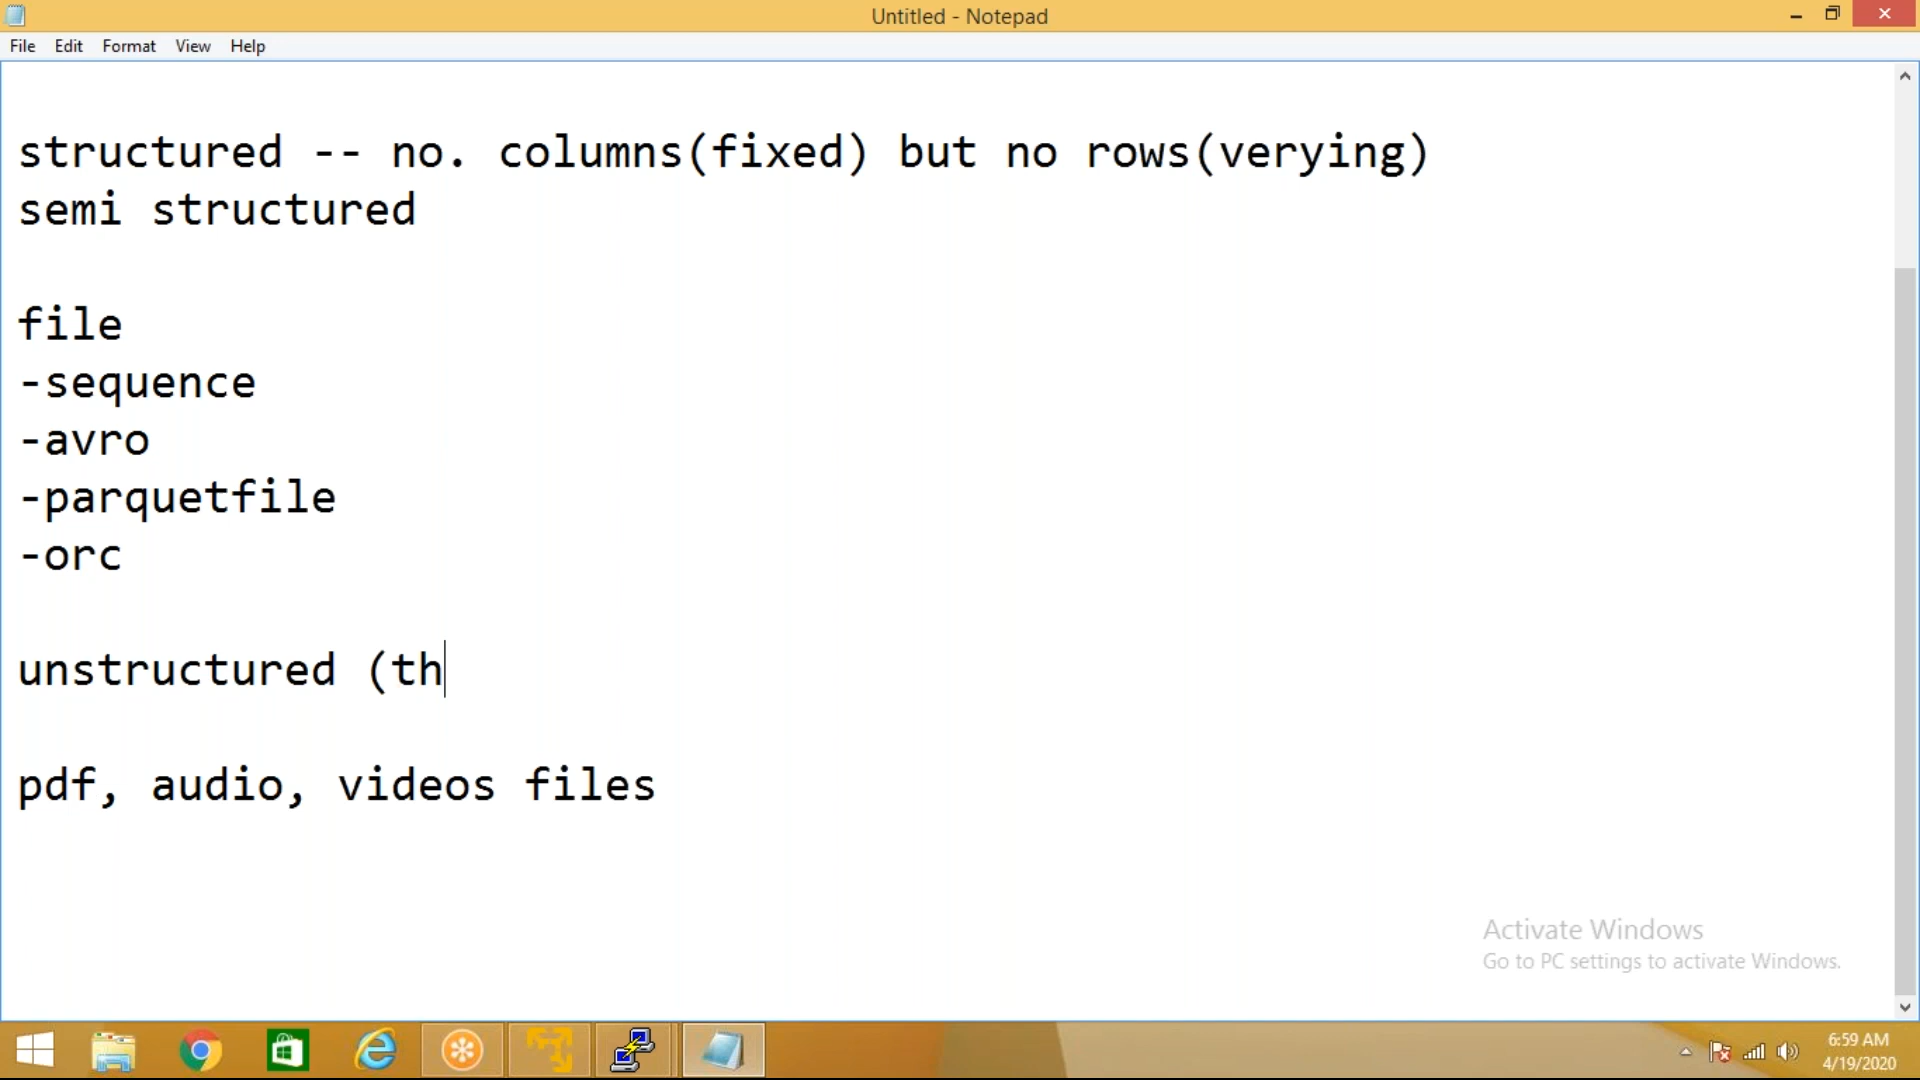 Untitled - Notepad
File Edit Format View Help
structured -- no. columns(fixed) but no rows(verying)
semi structured
file
-sequence
-avro
-parquetfile
-orc
unstructured (th
pdf, audio, videos files
Activate Windows
Go to PC settings to activate Windows.
6:59 AM
4/19/2020